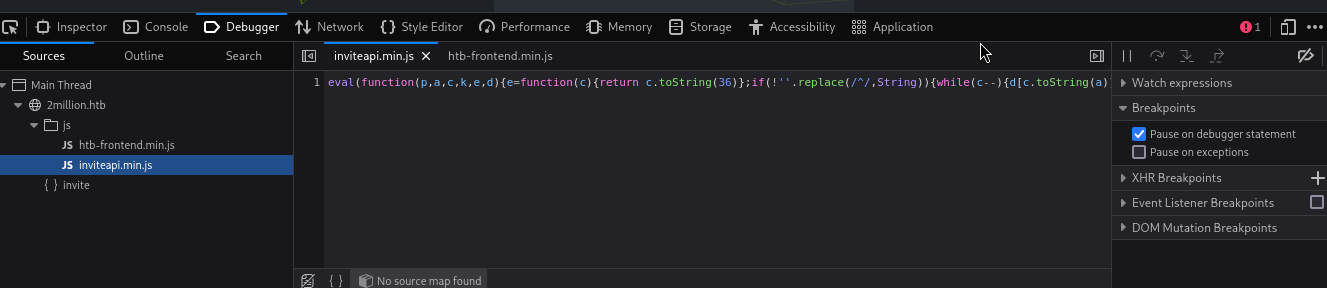 Inspector Console Debugger Network Style Editor Performance Memory Storage Accessibility Application 1
Sources Outline Search inviteapi.min.js htb-frontend.min.js
Main Thread
2million.htb
js
JS htb-frontend.min.js
JS inviteapi.min.js
{ } invite
1 eval(function(p,a,c,k,e,d){e=function(c){return c.toString(36)};if(!''.replace(/^/,String)){while(c--){d[c.toString(a)
{ } No source map found
Watch expressions
Breakpoints
Pause on debugger statement
Pause on exceptions
XHR Breakpoints
Event Listener Breakpoints
DOM Mutation Breakpoints